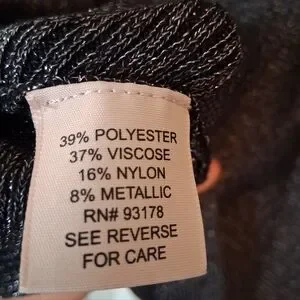 39% POLYESTER
37% VISCOSE
16% NYLON
8% METALLIC
RN# 93178
SEE REVERSE
FOR CARE